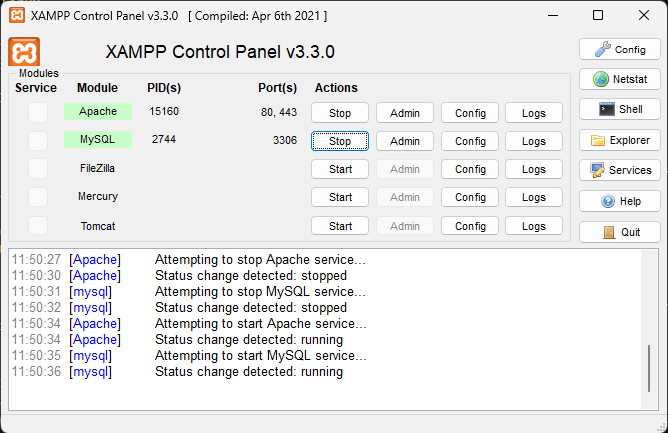 XAMPP Control Panel v3.3.0   [ Compiled: Apr 6th 2021 ]
XAMPP Control Panel v3.3.0
Config
Modules
Service Module PID(s) Port(s) Actions
Netstat
Apache 15160 80, 443 Stop Admin Config Logs
Shell
MySQL 2744 3306 Stop Admin Config Logs
Explorer
FileZilla Start Admin Config Logs
Services
Mercury Start Admin Config Logs
Help
Tomcat Start Admin Config Logs
Quit
11:50:27 [Apache] Attempting to stop Apache service...
11:50:30 [Apache] Status change detected: stopped
11:50:31 [mysql] Attempting to stop MySQL service...
11:50:32 [mysql] Status change detected: stopped
11:50:34 [Apache] Attempting to start Apache service...
11:50:34 [Apache] Status change detected: running
11:50:35 [mysql] Attempting to start MySQL service...
11:50:36 [mysql] Status change detected: running